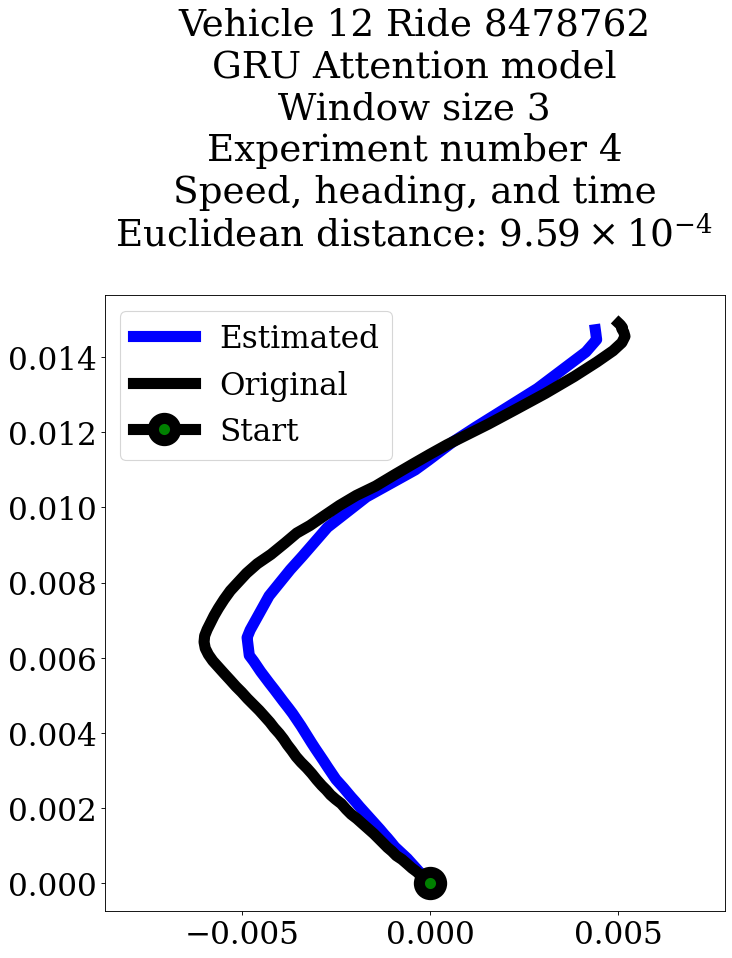 Vehicle 12 Ride 8478762
GRU Attention model
Window size 3
Experiment number 4
Speed, heading, and time
Euclidean distance: 9.59 × 10⁻⁴
Estimated
Original
Start
0.014
0.012
0.010
0.008
0.006
0.004
0.002
0.000
−0.005 0.000 0.005